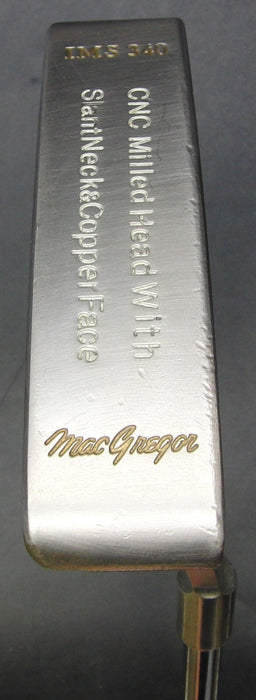 IMS 340
CNC Milled Head With
SlantNeck&CopperFace
MacGregor